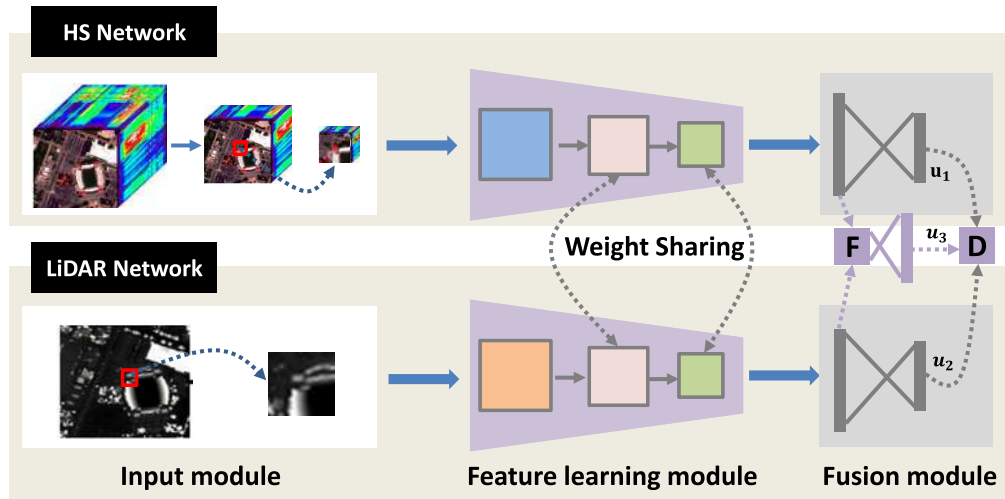 HS Network
u₁
Weight Sharing
F
u₃
D
LiDAR Network
u₂
Input module
Feature learning module
Fusion module